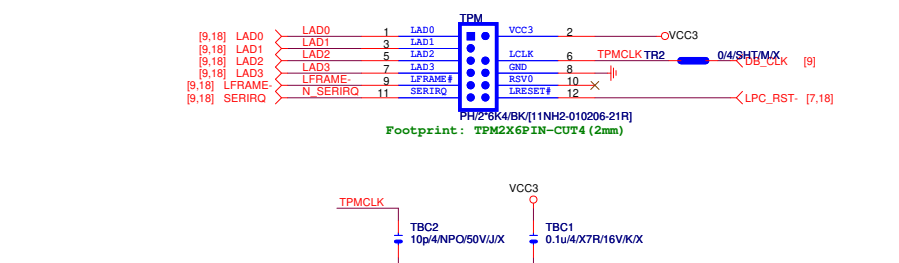 TPM
[9,18] LAD0 LAD0 1 LAD0 VCC3 2 VCC3
[9,18] LAD1 LAD1 3 LAD1
[9,18] LAD2 LAD2 5 LAD2 LCLK 6 TPMCLK TR2 0/4/SHT/M/X DB_CLK [9]
[9,18] LAD3 LAD3 7 LAD3 GND 8
[9,18] LFRAME- LFRAME- 9 LFRAME# RSV0 10
[9,18] SERIRQ N_SERIRQ 11 SERIRQ LRESET# 12 LPC_RST- [7,18]
PH/2*6K4/BK/[11NH2-010206-21R]
Footprint: TPM2X6PIN-CUT4(2mm)
VCC3
TPMCLK
TBC2 TBC1
10p/4/NPO/50V/J/X 0.1u/4/X7R/16V/K/X